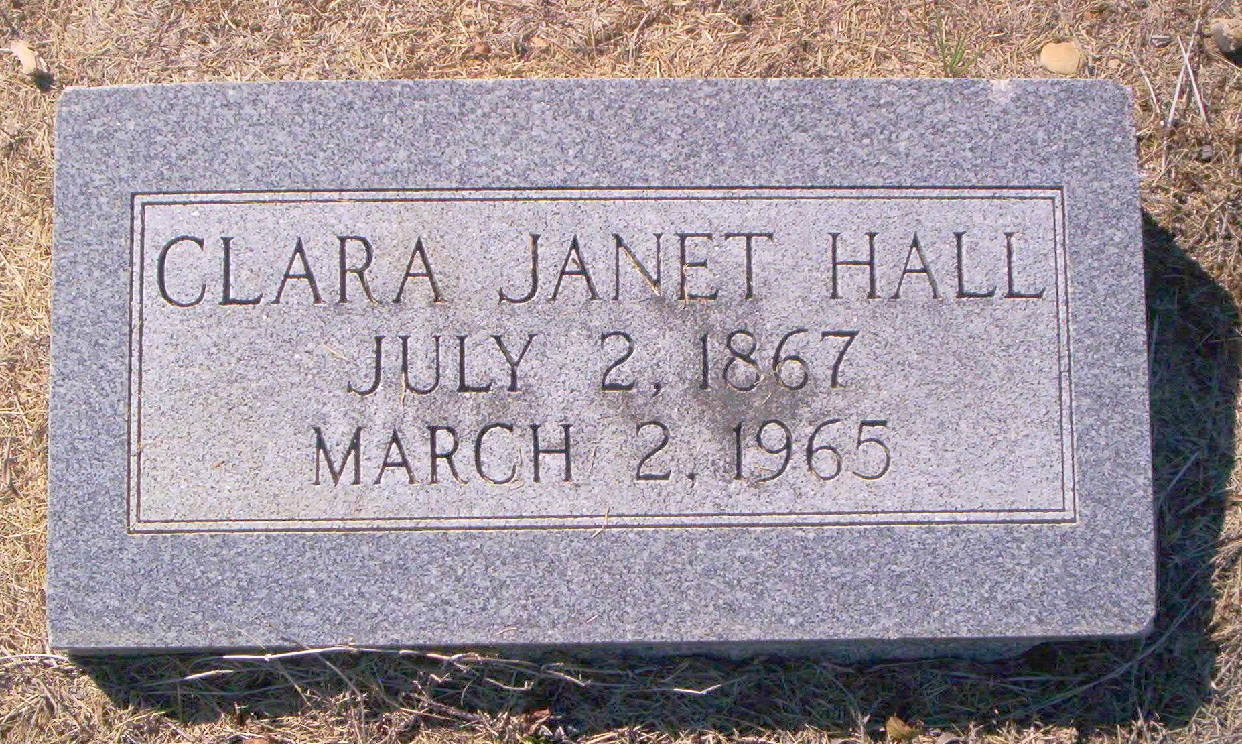 CLARA JANET HALL
JULY 2, 1867
MARCH 2, 1965